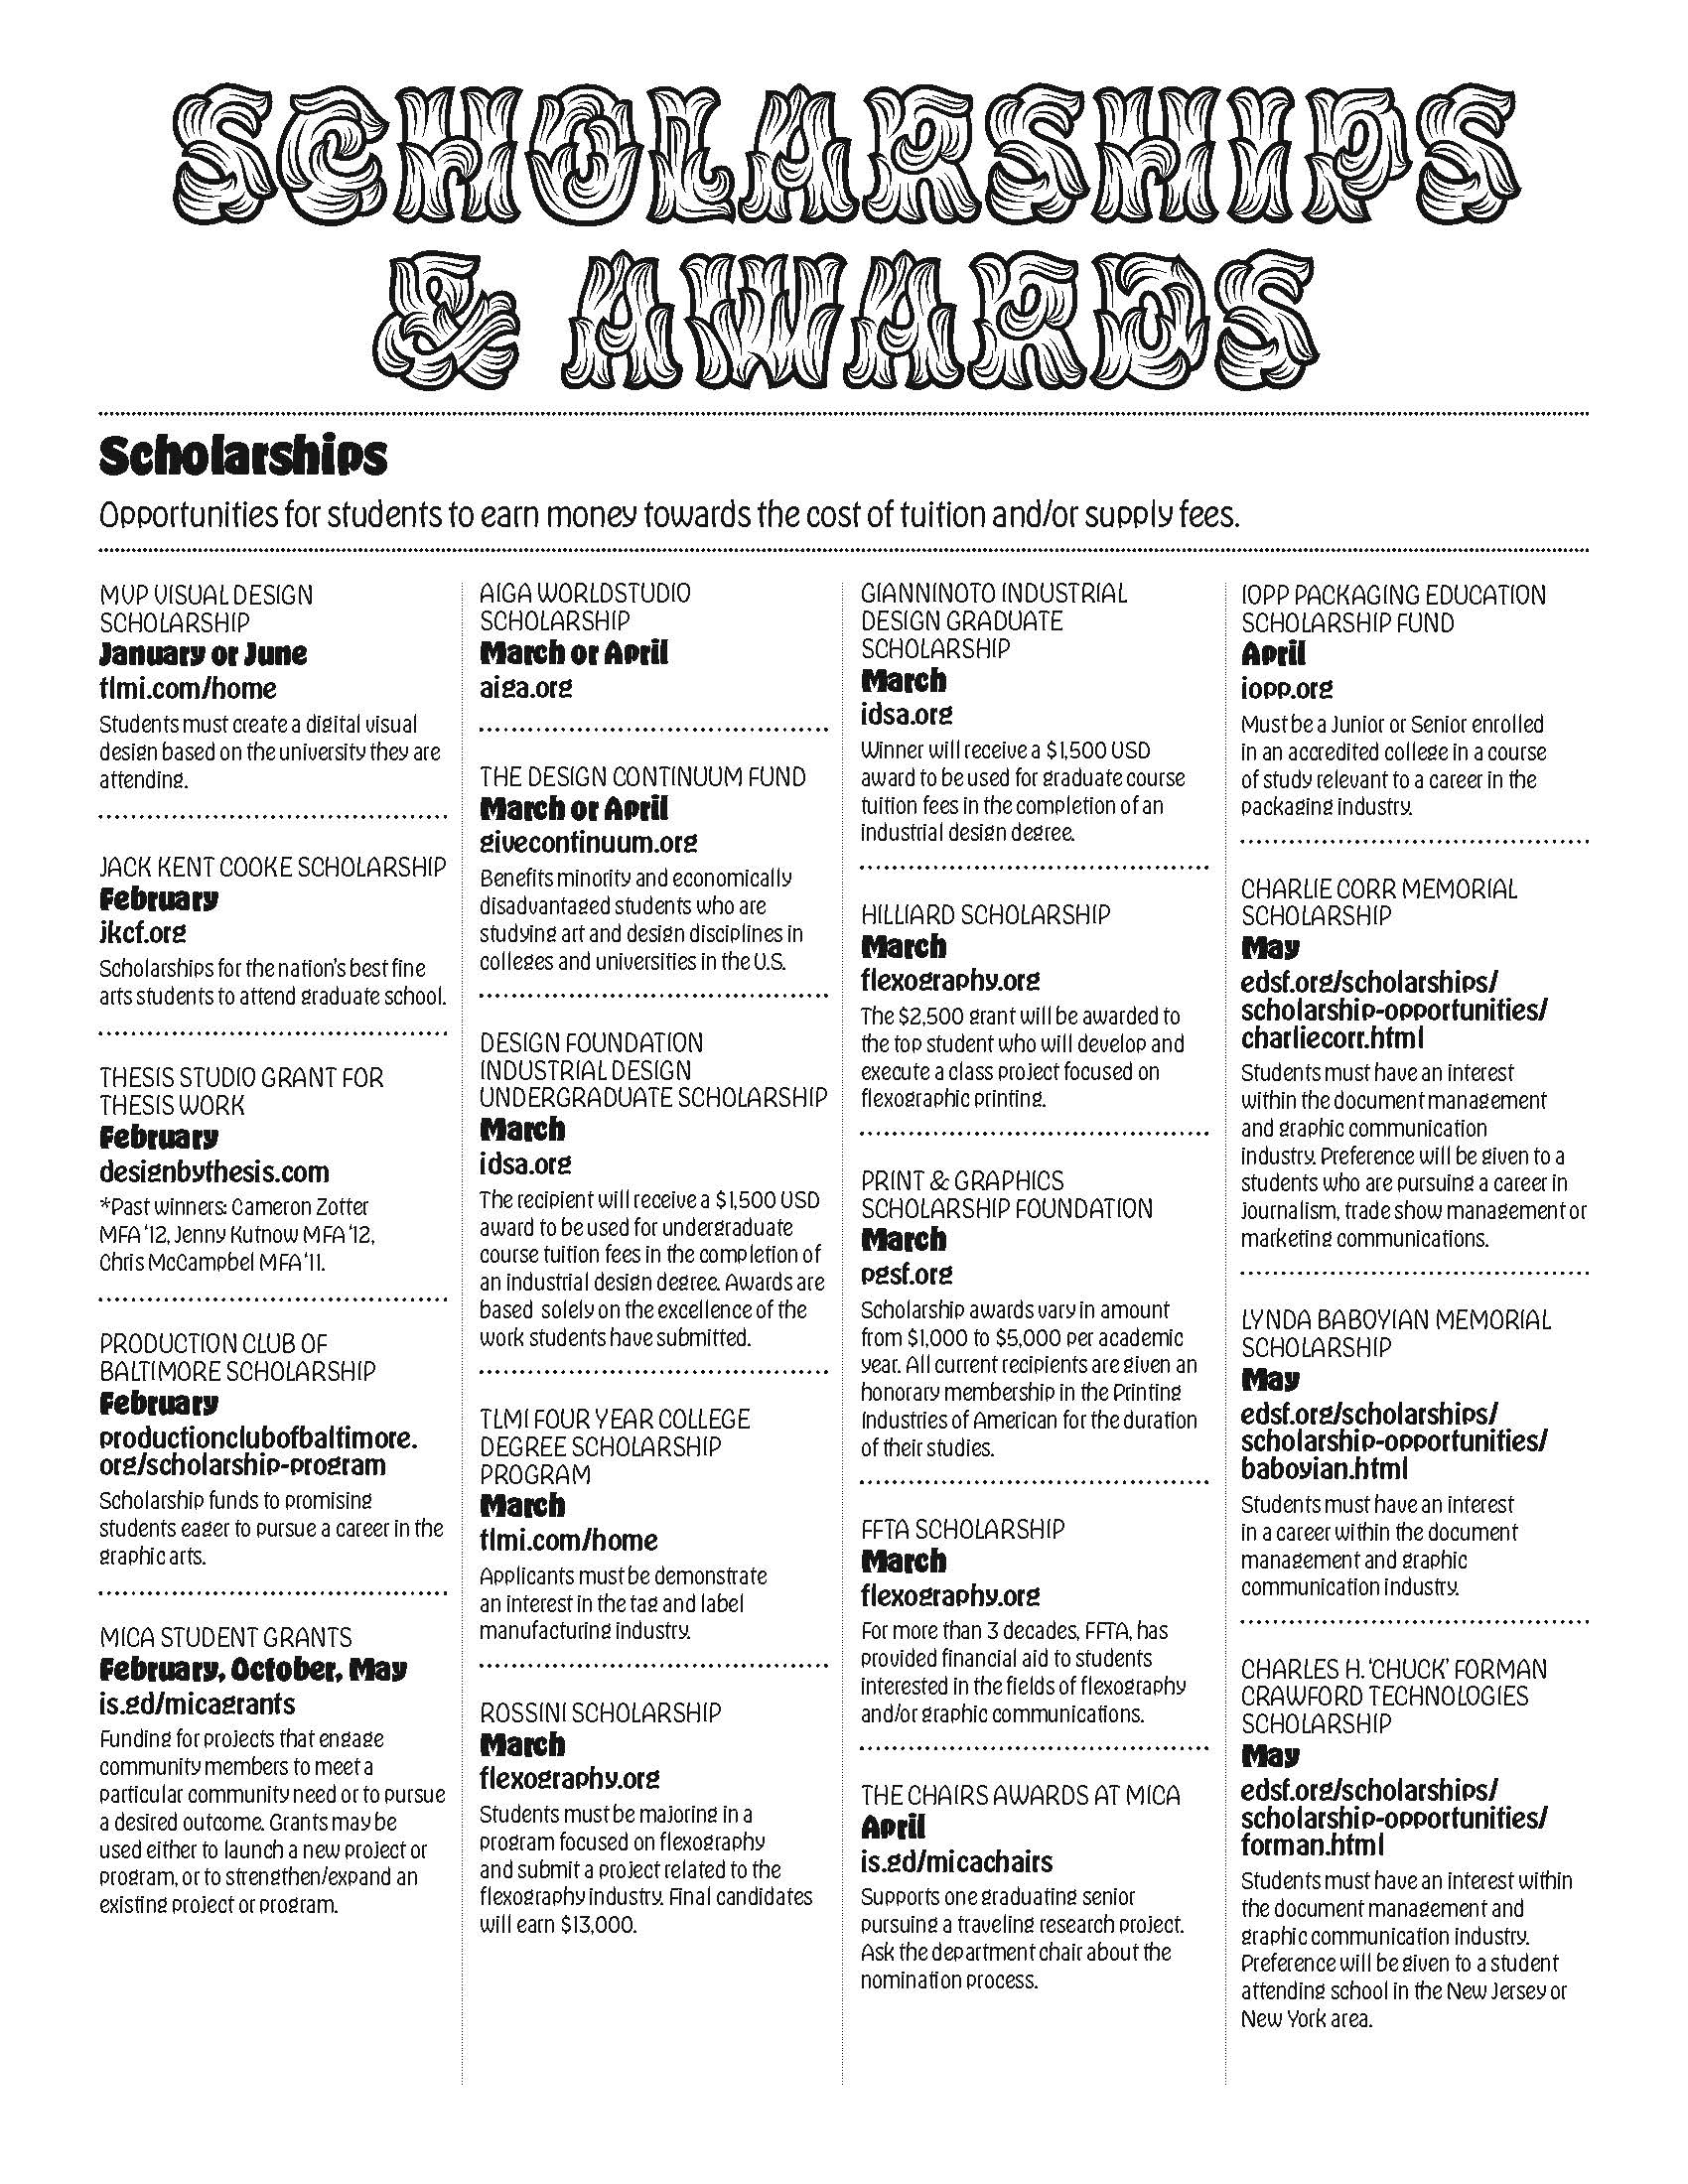 SCHOLARSHIPS
& AWARDS
Scholarships
Opportunities for students to earn money towards the cost of tuition and/or supply fees.
MVP VISUAL DESIGN
SCHOLARSHIP
January or June
tlmi.com/home
Students must create a digital visual
design based on the university they are
attending.
JACK KENT COOKE SCHOLARSHIP
February
jkcf.org
Scholarships for the nation's best fine
arts students to attend graduate school.
THESIS STUDIO GRANT FOR
THESIS WORK
February
designbythesis.com
*Past winners: Cameron Zotter
MFA '12, Jenny Kutnow MFA '12,
Chris McCampbel MFA '11.
PRODUCTION CLUB OF
BALTIMORE SCHOLARSHIP
February
productionclubofbaltimore.
org/scholarship-program
Scholarship funds to promising
students eager to pursue a career in the
graphic arts.
MICA STUDENT GRANTS
February, October, May
is.gd/micagrants
Funding for projects that engage
community members to meet a
particular community need or to pursue
a desired outcome. Grants may be
used either to launch a new project or
program, or to strengthen/expand an
existing project or program.
AIGA WORLDSTUDIO
SCHOLARSHIP
March or April
aiga.org
THE DESIGN CONTINUUM FUND
March or April
givecontinuum.org
Benefits minority and economically
disadvantaged students who are
studying art and design disciplines in
colleges and universities in the U.S.
DESIGN FOUNDATION
INDUSTRIAL DESIGN
UNDERGRADUATE SCHOLARSHIP
March
idsa.org
The recipient will receive a $1,500 USD
award to be used for undergraduate
course tuition fees in the completion of
an industrial design degree. Awards are
based solely on the excellence of the
work students have submitted.
TLMI FOUR YEAR COLLEGE
DEGREE SCHOLARSHIP
PROGRAM
March
tlmi.com/home
Applicants must be demonstrate
an interest in the tag and label
manufacturing industry.
ROSSINI SCHOLARSHIP
March
flexography.org
Students must be majoring in a
program focused on flexography
and submit a project related to the
flexography industry. Final candidates
will earn $13,000.
GIANNINOTO INDUSTRIAL
DESIGN GRADUATE
SCHOLARSHIP
March
idsa.org
Winner will receive a $1,500 USD
award to be used for graduate course
tuition fees in the completion of an
industrial design degree.
HILLIARD SCHOLARSHIP
March
flexography.org
The $2,500 grant will be awarded to
the top student who will develop and
execute a class project focused on
flexographic printing.
PRINT & GRAPHICS
SCHOLARSHIP FOUNDATION
March
pgsf.org
Scholarship awards vary in amount
from $1,000 to $5,000 per academic
year. All current recipients are given an
honorary membership in the Printing
Industries of American for the duration
of their studies.
FFTA SCHOLARSHIP
March
flexography.org
For more than 3 decades, FFTA, has
provided financial aid to students
interested in the fields of flexography
and/or graphic communications.
THE CHAIRS AWARDS AT MICA
April
is.gd/micachairs
Supports one graduating senior
pursuing a traveling research project.
Ask the department chair about the
nomination process.
IOPP PACKAGING EDUCATION
SCHOLARSHIP FUND
April
iopp.org
Must be a Junior or Senior enrolled
in an accredited college in a course
of study relevant to a career in the
packaging industry.
CHARLIE CORR MEMORIAL
SCHOLARSHIP
May
edsf.org/scholarships/
scholarship-opportunities/
charliecorr.html
Students must have an interest
within the document management
and graphic communication
industry. Preference will be given to a
students who are pursuing a career in
journalism, trade show management or
marketing communications.
LYNDA BABOYIAN MEMORIAL
SCHOLARSHIP
May
edsf.org/scholarships/
scholarship-opportunities/
baboyian.html
Students must have an interest
in a career within the document
management and graphic
communication industry.
CHARLES H. 'CHUCK' FORMAN
CRAWFORD TECHNOLOGIES
SCHOLARSHIP
May
edsf.org/scholarships/
scholarship-opportunities/
forman.html
Students must have an interest within
the document management and
graphic communication industry.
Preference will be given to a student
attending school in the New Jersey or
New York area.